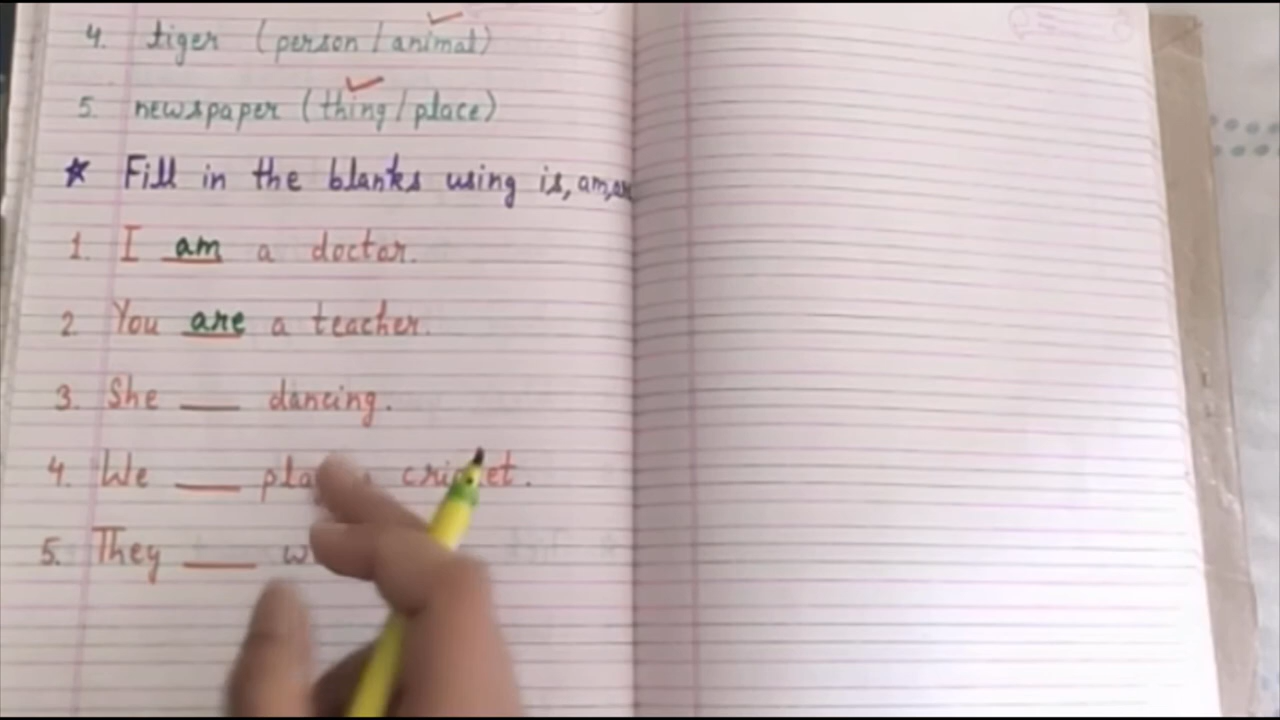 4. tiger (person / animal)
5. newspaper (thing / place)
* Fill in the blanks using is, am,
1. I am a doctor.
2 You are a teacher.
3. She ___ dancing.
4. We ___ cricket.
5. They ___